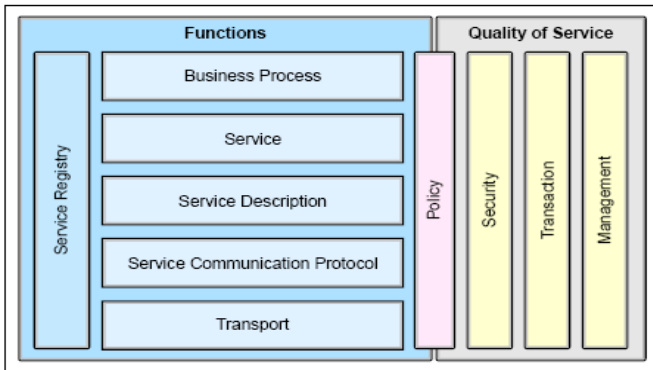 Functions
Quality of Service
Service Registry
Business Process
Service
Service Description
Service Communication Protocol
Transport
Policy
Security
Transaction
Management